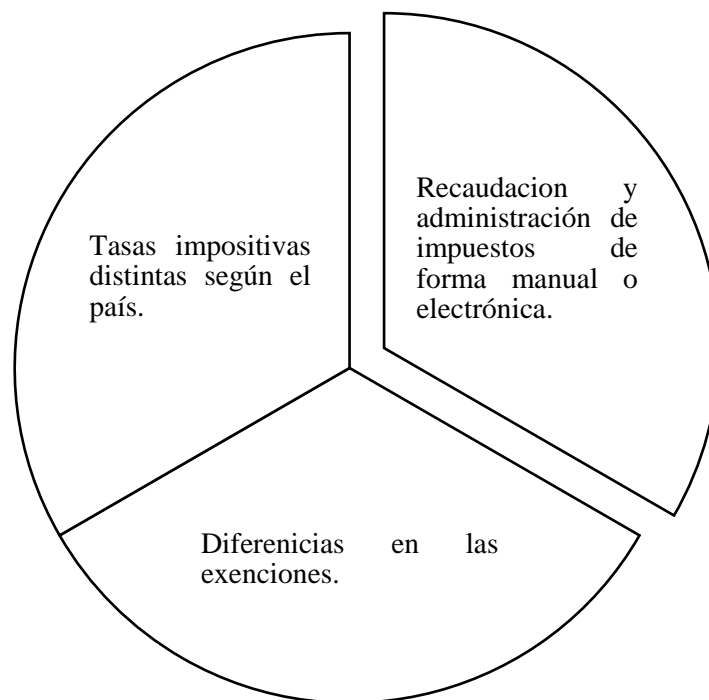 Tasas impositivas
distintas según el
país.
Recaudacion y
administración de
impuestos de
forma manual o
electrónica.
Diferenicias en las
exenciones.